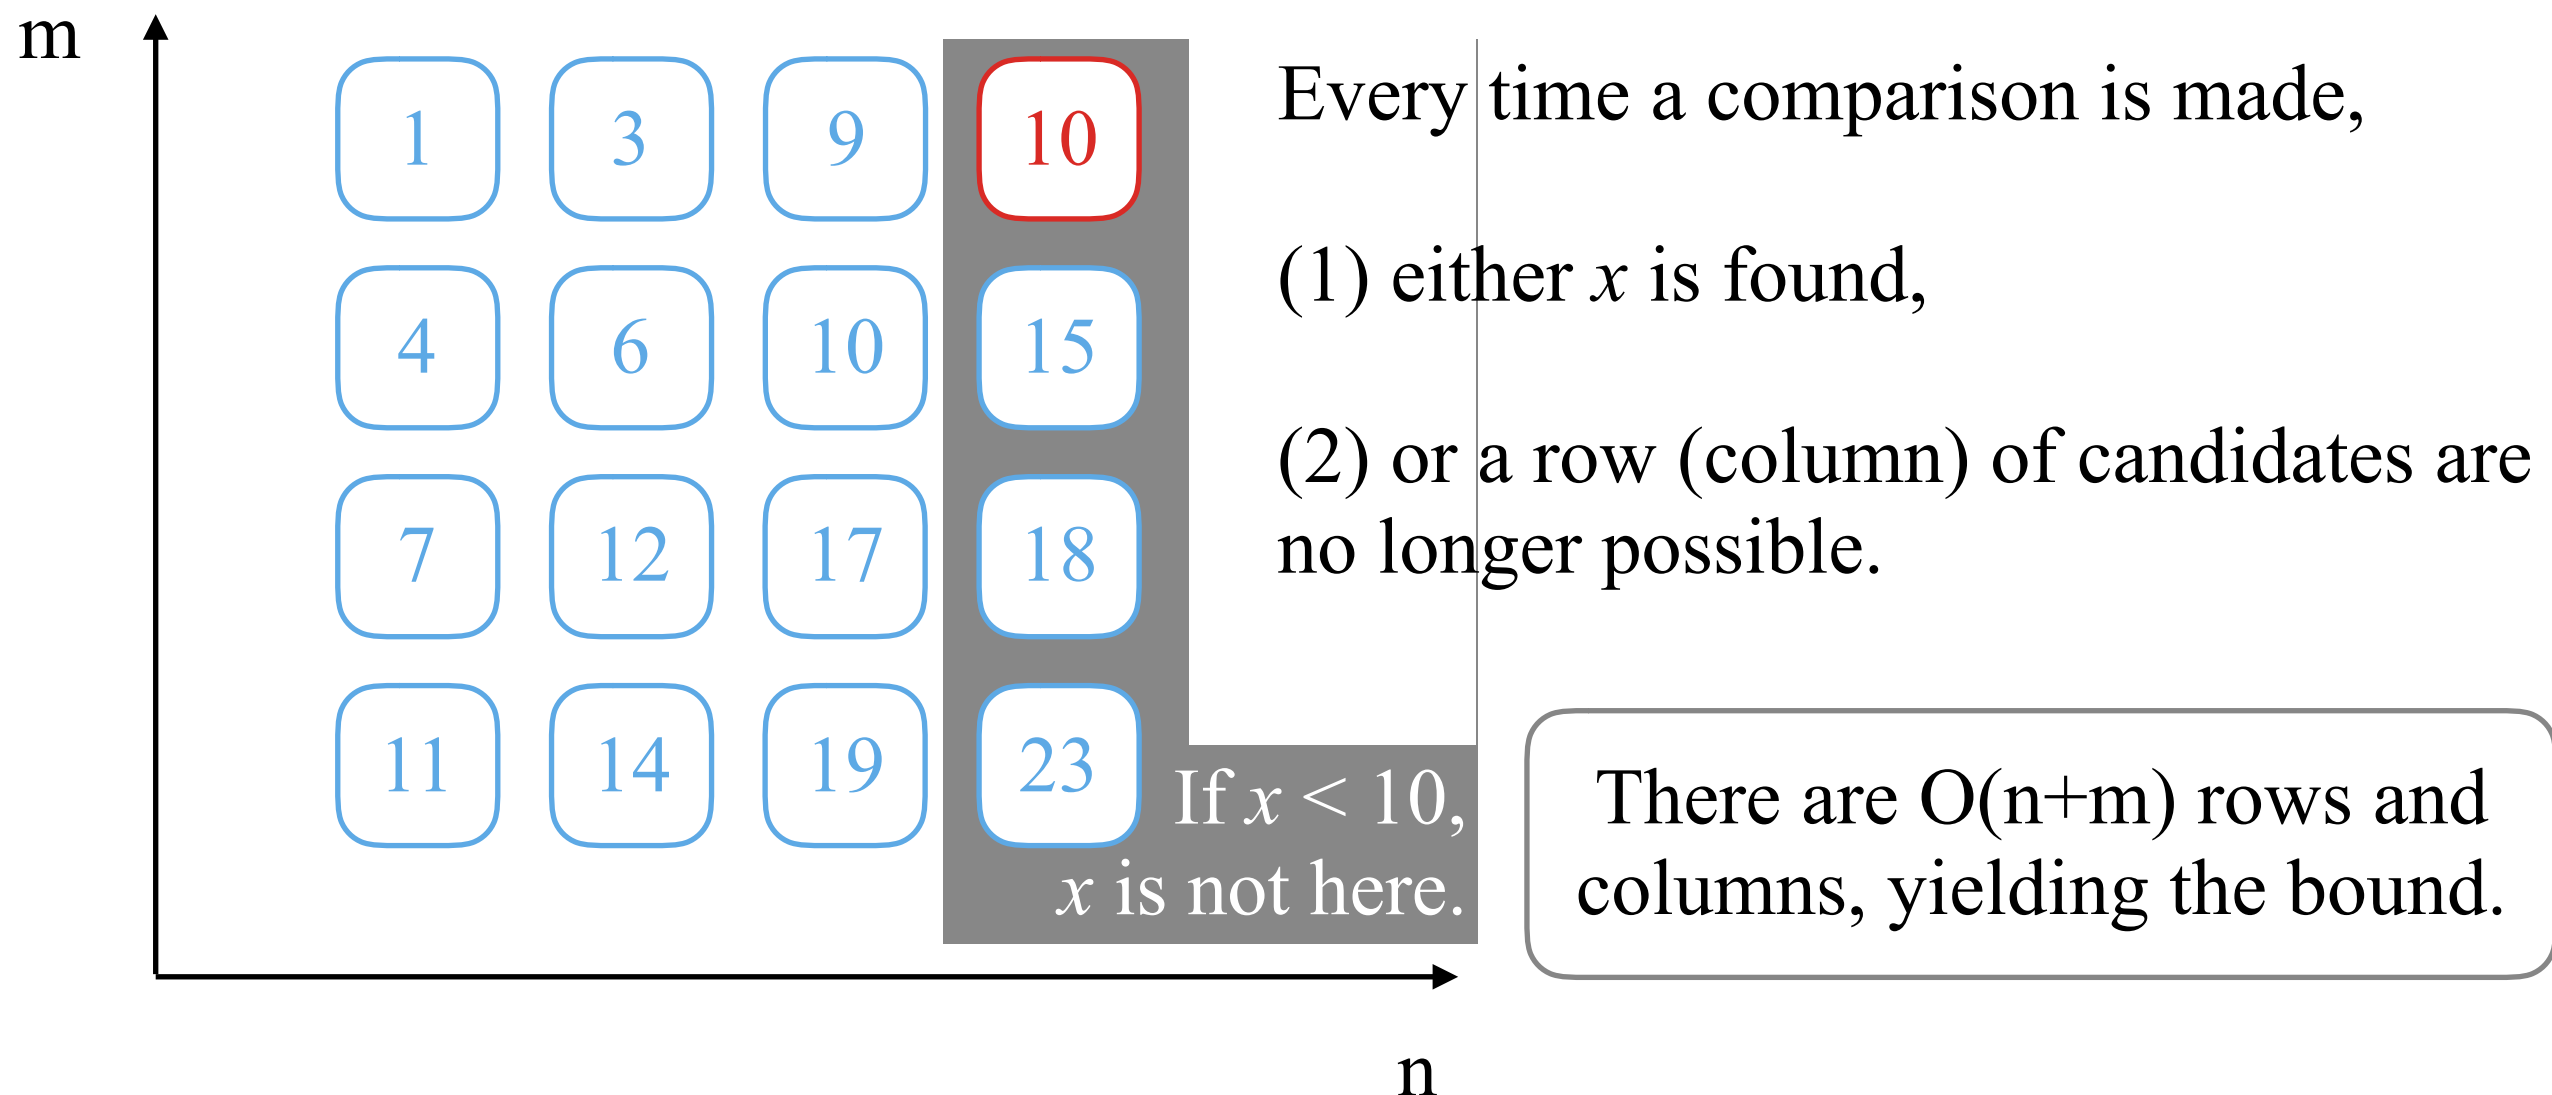 m
1 3 9 10
4 6 10 15
7 12 17 18
11 14 19 23
Every time a comparison is made,
(1) either x is found,
(2) or a row (column) of candidates are
no longer possible.
If x < 10,
x is not here.
There are O(n+m) rows and
columns, yielding the bound.
n